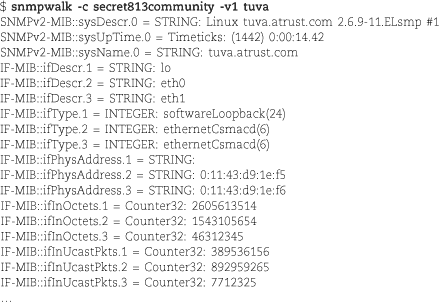 $ snmpwalk -c secret813community -v1 tuva
SNMPv2-MIB::sysDescr.0 = STRING: Linux tuva.atrust.com 2.6.9-11.ELsmp #1
SNMPv2-MIB::sysUpTime.0 = Timeticks: (1442) 0:00:14.42
SNMPv2-MIB::sysName.0 = STRING: tuva.atrust.com
IF-MIB::ifDescr.1 = STRING: lo
IF-MIB::ifDescr.2 = STRING: eth0
IF-MIB::ifDescr.3 = STRING: eth1
IF-MIB::ifType.1 = INTEGER: softwareLoopback(24)
IF-MIB::ifType.2 = INTEGER: ethernetCsmacd(6)
IF-MIB::ifType.3 = INTEGER: ethernetCsmacd(6)
IF-MIB::ifPhysAddress.1 = STRING:
IF-MIB::ifPhysAddress.2 = STRING: 0:11:43:d9:1e:f5
IF-MIB::ifPhysAddress.3 = STRING: 0:11:43:d9:1e:f6
IF-MIB::ifInOctets.1 = Counter32: 2605613514
IF-MIB::ifInOctets.2 = Counter32: 1543105654
IF-MIB::ifInOctets.3 = Counter32: 46312345
IF-MIB::ifInUcastPkts.1 = Counter32: 389536156
IF-MIB::ifInUcastPkts.2 = Counter32: 892959265
IF-MIB::ifInUcastPkts.3 = Counter32: 7712325
...